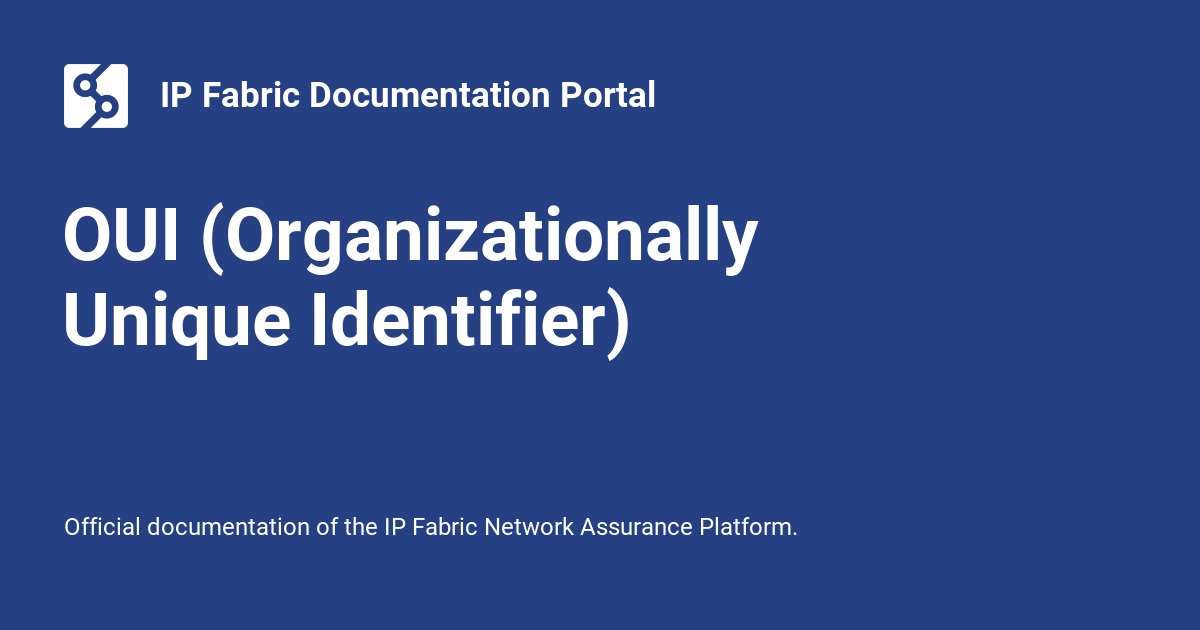 IP Fabric Documentation Portal
OUI (Organizationally
Unique Identifier)
Official documentation of the IP Fabric Network Assurance Platform.